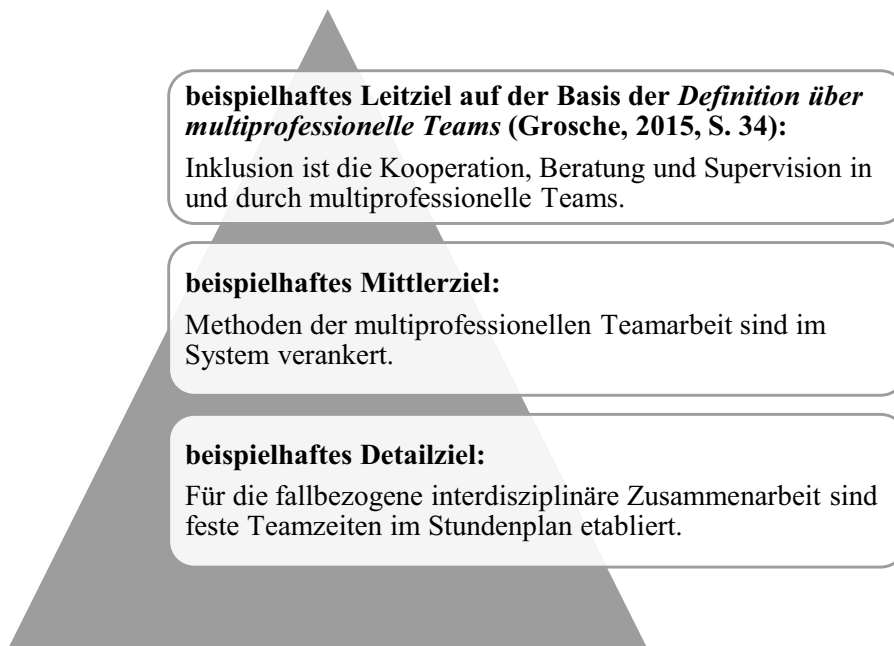 beispielhaftes Leitziel auf der Basis der Definition über
multiprofessionelle Teams (Grosche, 2015, S. 34):
Inklusion ist die Kooperation, Beratung und Supervision in
und durch multiprofessionelle Teams.
beispielhaftes Mittlerziel:
Methoden der multiprofessionellen Teamarbeit sind im
System verankert.
beispielhaftes Detailziel:
Für die fallbezogene interdisziplinäre Zusammenarbeit sind
feste Teamzeiten im Stundenplan etabliert.